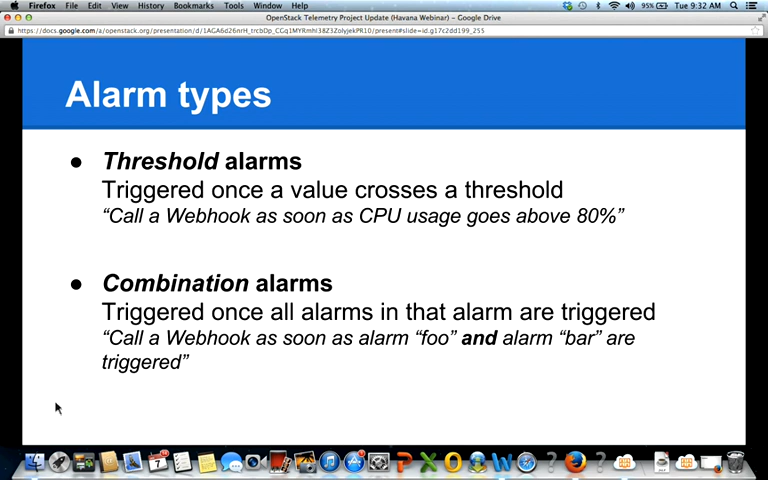 Firefox File Edit View History Bookmarks Tools Window Help 95% Tue 9:32 AM
OpenStack Telemetry Project Update (Havana Webinar) – Google Drive
Alarm types
● Threshold alarms
Triggered once a value crosses a threshold
“Call a Webhook as soon as CPU usage goes above 80%”
● Combination alarms
Triggered once all alarms in that alarm are triggered
“Call a Webhook as soon as alarm “foo” and alarm “bar” are
triggered”